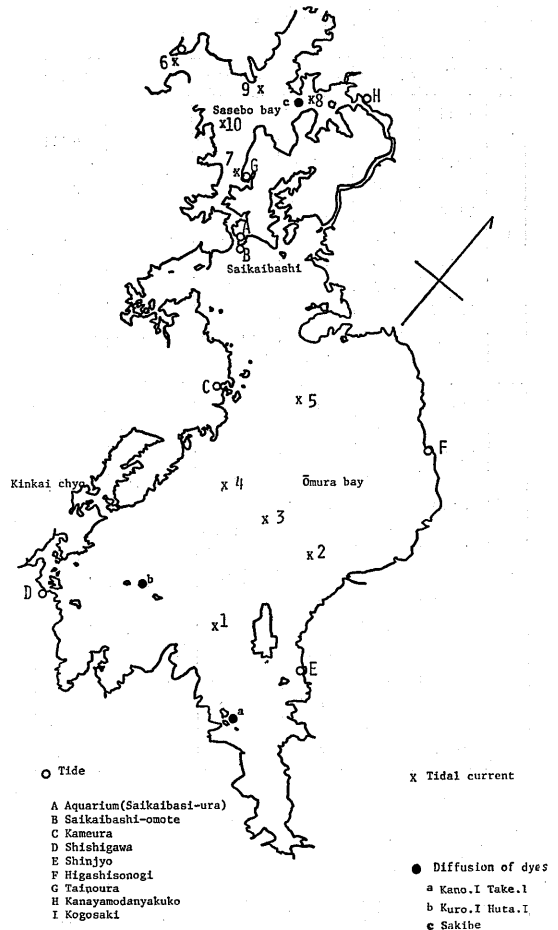 6
9
c
8
H
Sasebo bay
10
7
G
A
B
Saikaibashi
C
5
F
Kinkai chyo
4
Ōmura bay
3
2
D
b
1
E
a
Tide
x Tidal current
A Aquarium(Saikaibasi-ura)
B Saikaibashi-omote
C Kameura
D Shishigawa
E Shinjyo
F Higashisonogi
G Tainoura
H Kanayamodanyakuko
I Kogosaki
Diffusion of dyes
a Kano.I Take.I
b Kuro.I Huta.I
c Sakibe